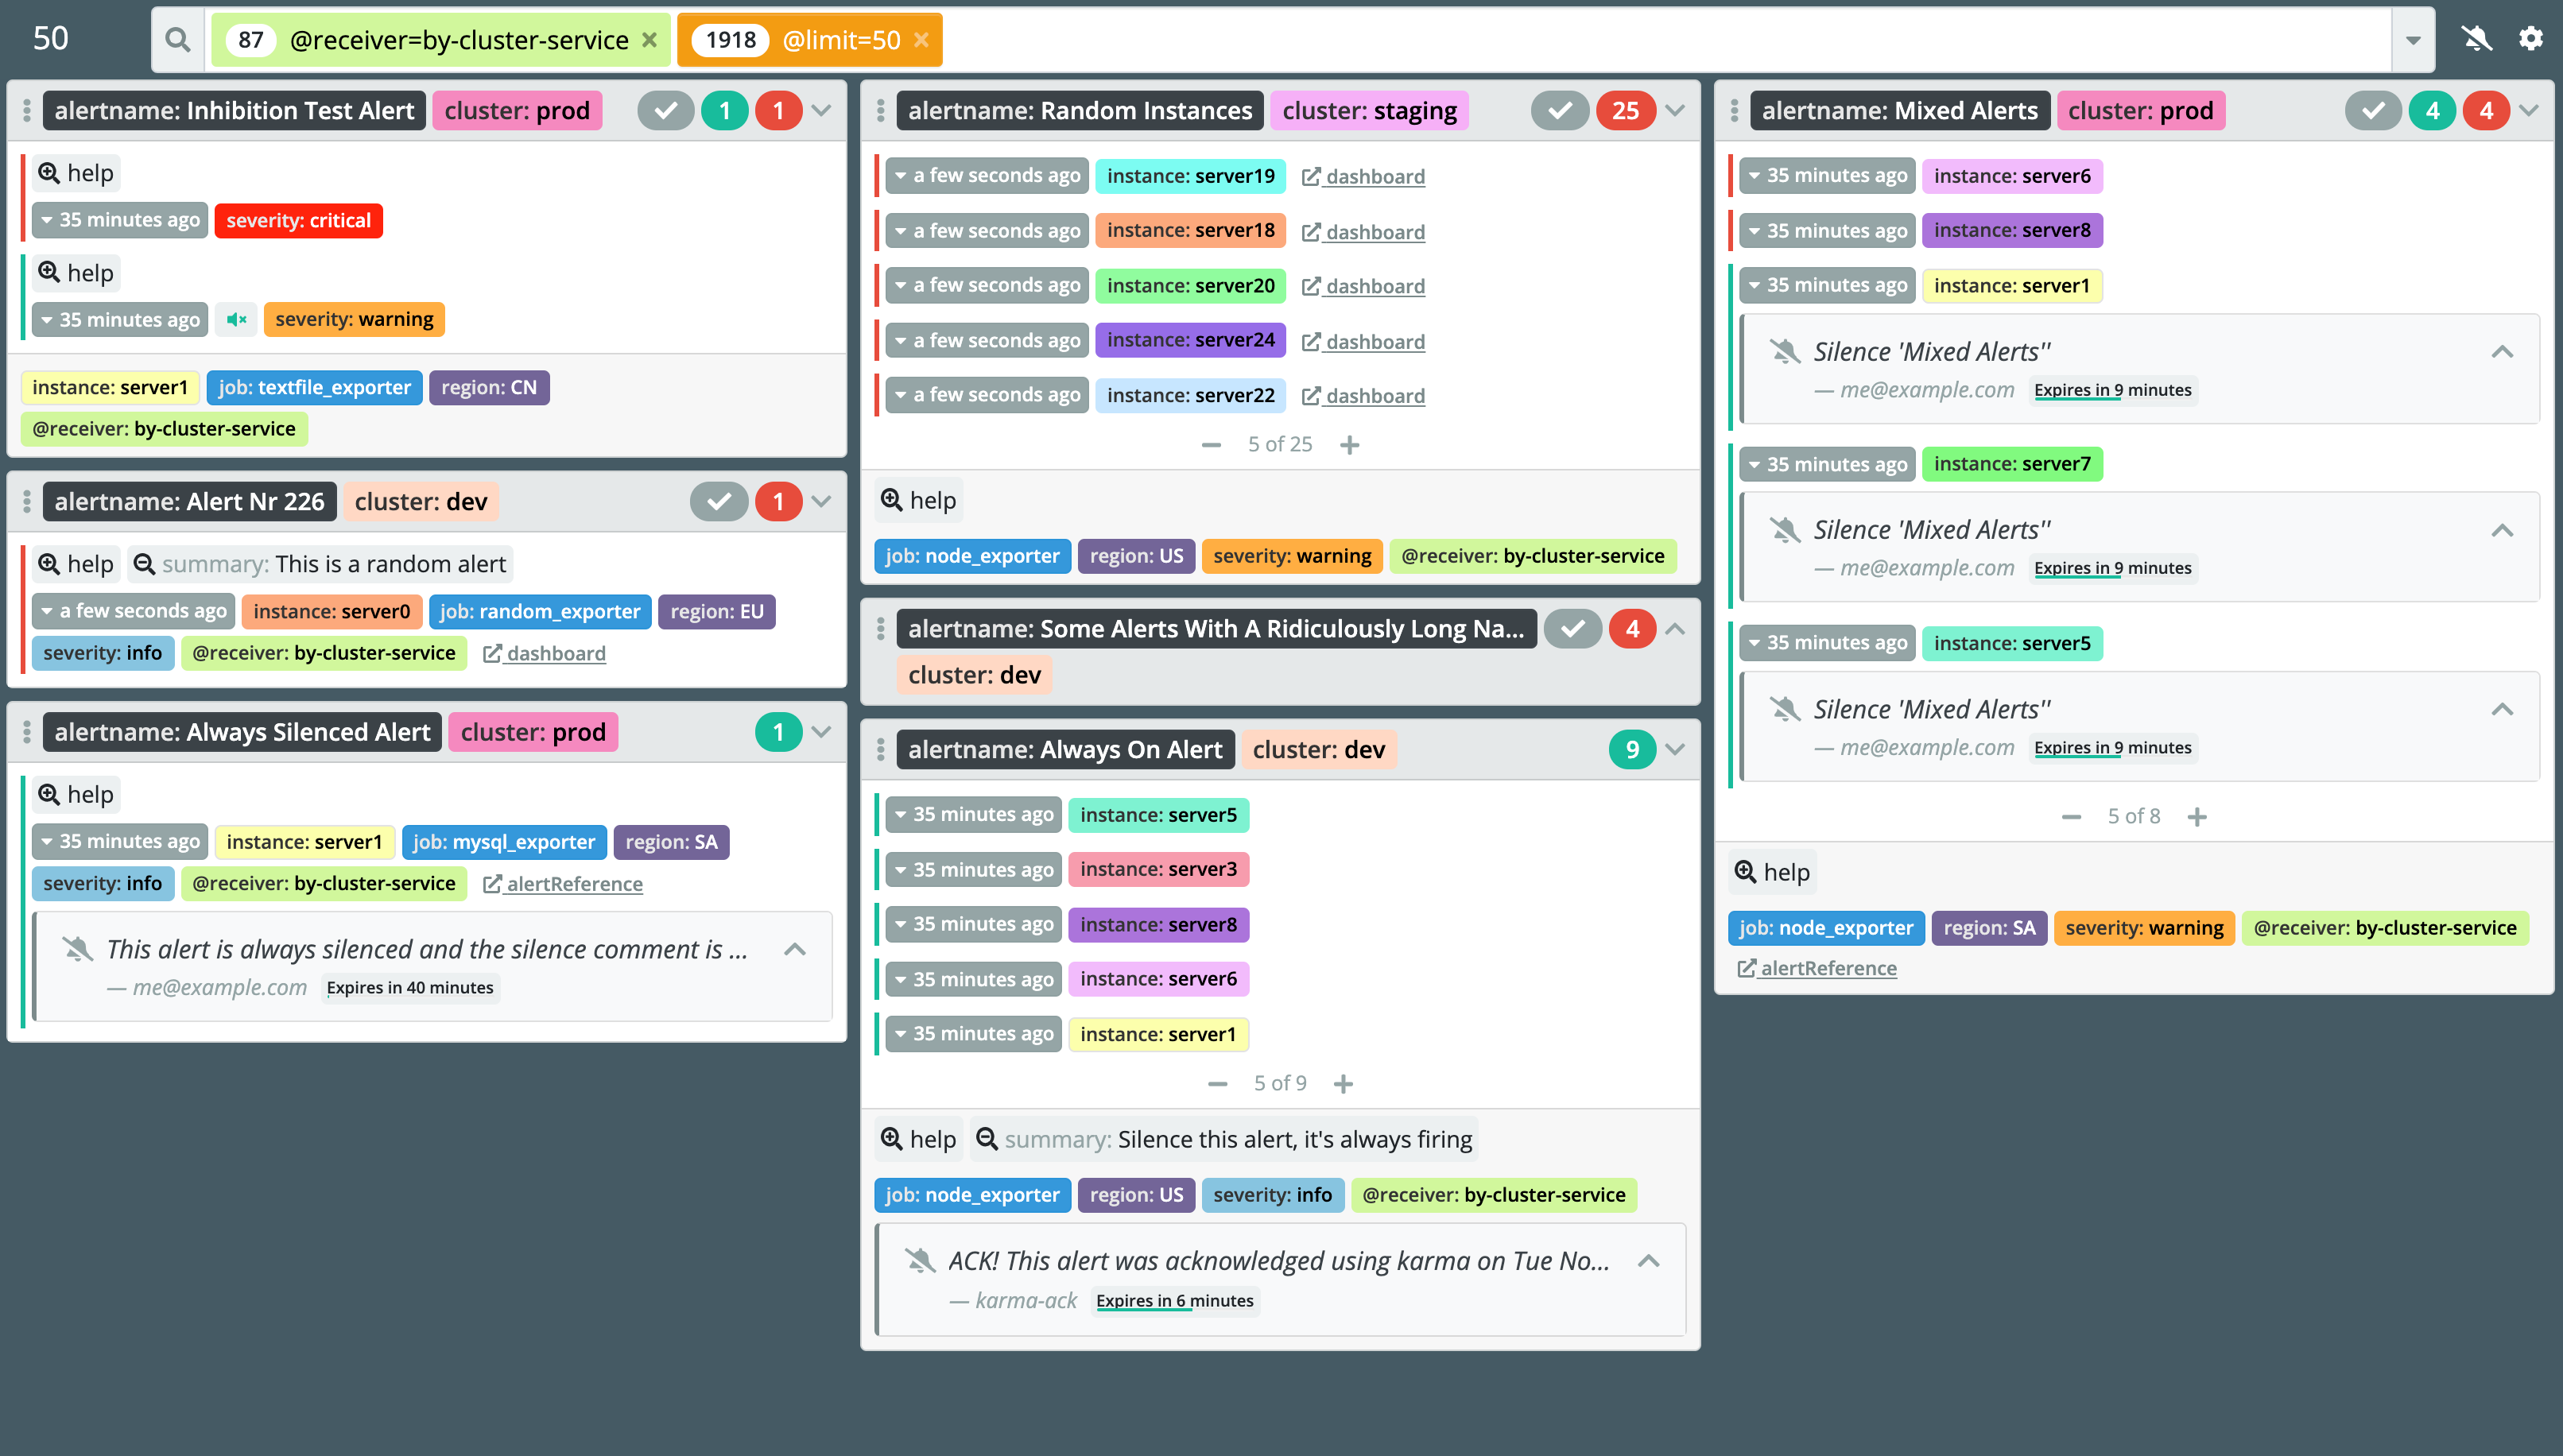 50
87 @receiver=by-cluster-service
1918 @limit=50
alertname: Inhibition Test Alert cluster: prod 1 1
help
35 minutes ago severity: critical
help
35 minutes ago severity: warning
instance: server1 job: textfile_exporter region: CN
@receiver: by-cluster-service
alertname: Alert Nr 226 cluster: dev 1
help summary: This is a random alert
a few seconds ago instance: server0 job: random_exporter region: EU
severity: info @receiver: by-cluster-service dashboard
alertname: Always Silenced Alert cluster: prod 1
help
35 minutes ago instance: server1 job: mysql_exporter region: SA
severity: info @receiver: by-cluster-service alertReference
This alert is always silenced and the silence comment is ...
— me@example.com Expires in 40 minutes
alertname: Random Instances cluster: staging 25
a few seconds ago instance: server19 dashboard
a few seconds ago instance: server18 dashboard
a few seconds ago instance: server20 dashboard
a few seconds ago instance: server24 dashboard
a few seconds ago instance: server22 dashboard
5 of 25
help
job: node_exporter region: US severity: warning @receiver: by-cluster-service
alertname: Some Alerts With A Ridiculously Long Na... 4
cluster: dev
alertname: Always On Alert cluster: dev 9
35 minutes ago instance: server5
35 minutes ago instance: server3
35 minutes ago instance: server8
35 minutes ago instance: server6
35 minutes ago instance: server1
5 of 9
help summary: Silence this alert, it's always firing
job: node_exporter region: US severity: info @receiver: by-cluster-service
ACK! This alert was acknowledged using karma on Tue No...
— karma-ack Expires in 6 minutes
alertname: Mixed Alerts cluster: prod 4 4
35 minutes ago instance: server6
35 minutes ago instance: server8
35 minutes ago instance: server1
Silence 'Mixed Alerts''
— me@example.com Expires in 9 minutes
35 minutes ago instance: server7
Silence 'Mixed Alerts''
— me@example.com Expires in 9 minutes
35 minutes ago instance: server5
Silence 'Mixed Alerts''
— me@example.com Expires in 9 minutes
5 of 8
help
job: node_exporter region: SA severity: warning @receiver: by-cluster-service
alertReference